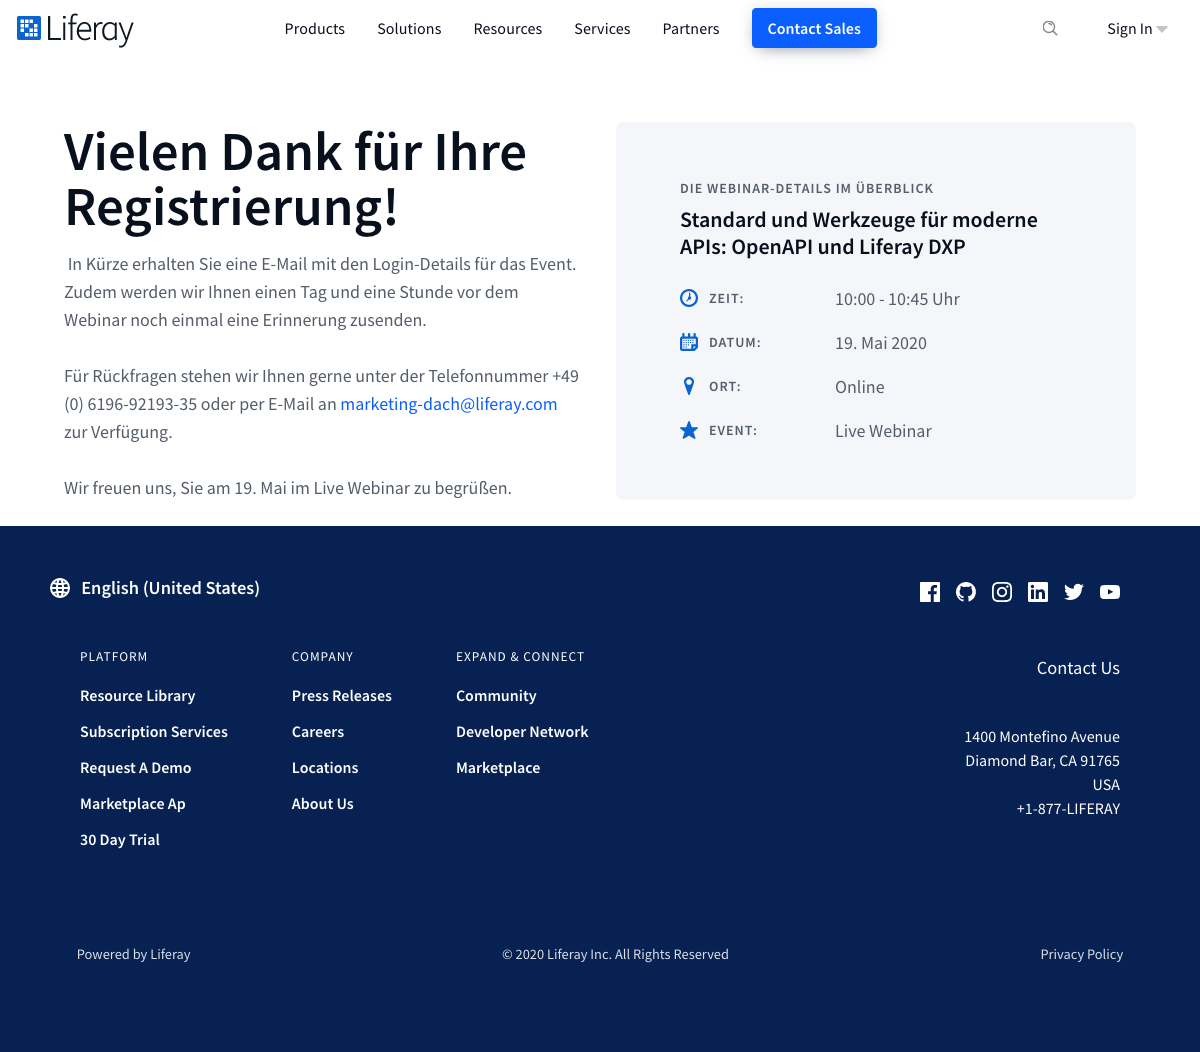 Liferay
Products Solutions Resources Services Partners Contact Sales Sign In
Vielen Dank für Ihre
Registrierung!
In Kürze erhalten Sie eine E-Mail mit den Login-Details für das Event.
Zudem werden wir Ihnen einen Tag und eine Stunde vor dem
Webinar noch einmal eine Erinnerung zusenden.
Für Rückfragen stehen wir Ihnen gerne unter der Telefonnummer +49
(0) 6196-92193-35 oder per E-Mail an marketing-dach@liferay.com
zur Verfügung.
Wir freuen uns, Sie am 19. Mai im Live Webinar zu begrüßen.
DIE WEBINAR-DETAILS IM ÜBERBLICK
Standard und Werkzeuge für moderne
APIs: OpenAPI und Liferay DXP
ZEIT: 10:00 - 10:45 Uhr
DATUM: 19. Mai 2020
ORT: Online
EVENT: Live Webinar
English (United States)
PLATFORM
Resource Library
Subscription Services
Request A Demo
Marketplace Ap
30 Day Trial
COMPANY
Press Releases
Careers
Locations
About Us
EXPAND & CONNECT
Community
Developer Network
Marketplace
Contact Us
1400 Montefino Avenue
Diamond Bar, CA 91765
USA
+1-877-LIFERAY
Powered by Liferay
© 2020 Liferay Inc. All Rights Reserved
Privacy Policy